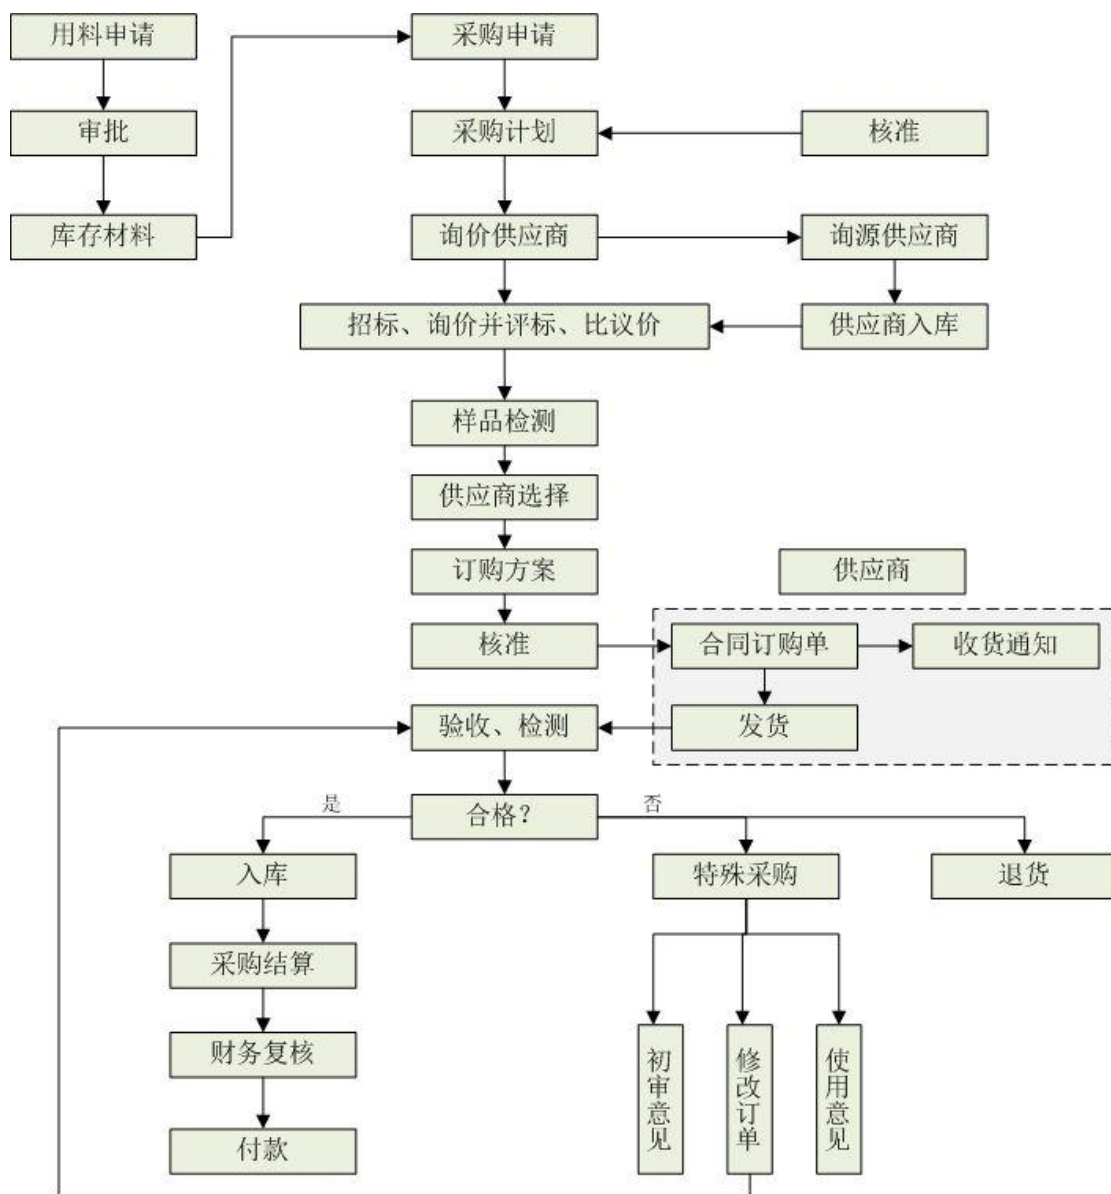 用料申请
采购申请
审批
采购计划
核准
库存材料
询价供应商
询源供应商
招标、询价并评标、比议价
供应商入库
样品检测
供应商选择
订购方案
供应商
核准
合同订购单
收货通知
验收、检测
发货
是
合格？
否
入库
特殊采购
退货
采购结算
财务复核
付款
初审意见
修改订单
使用意见